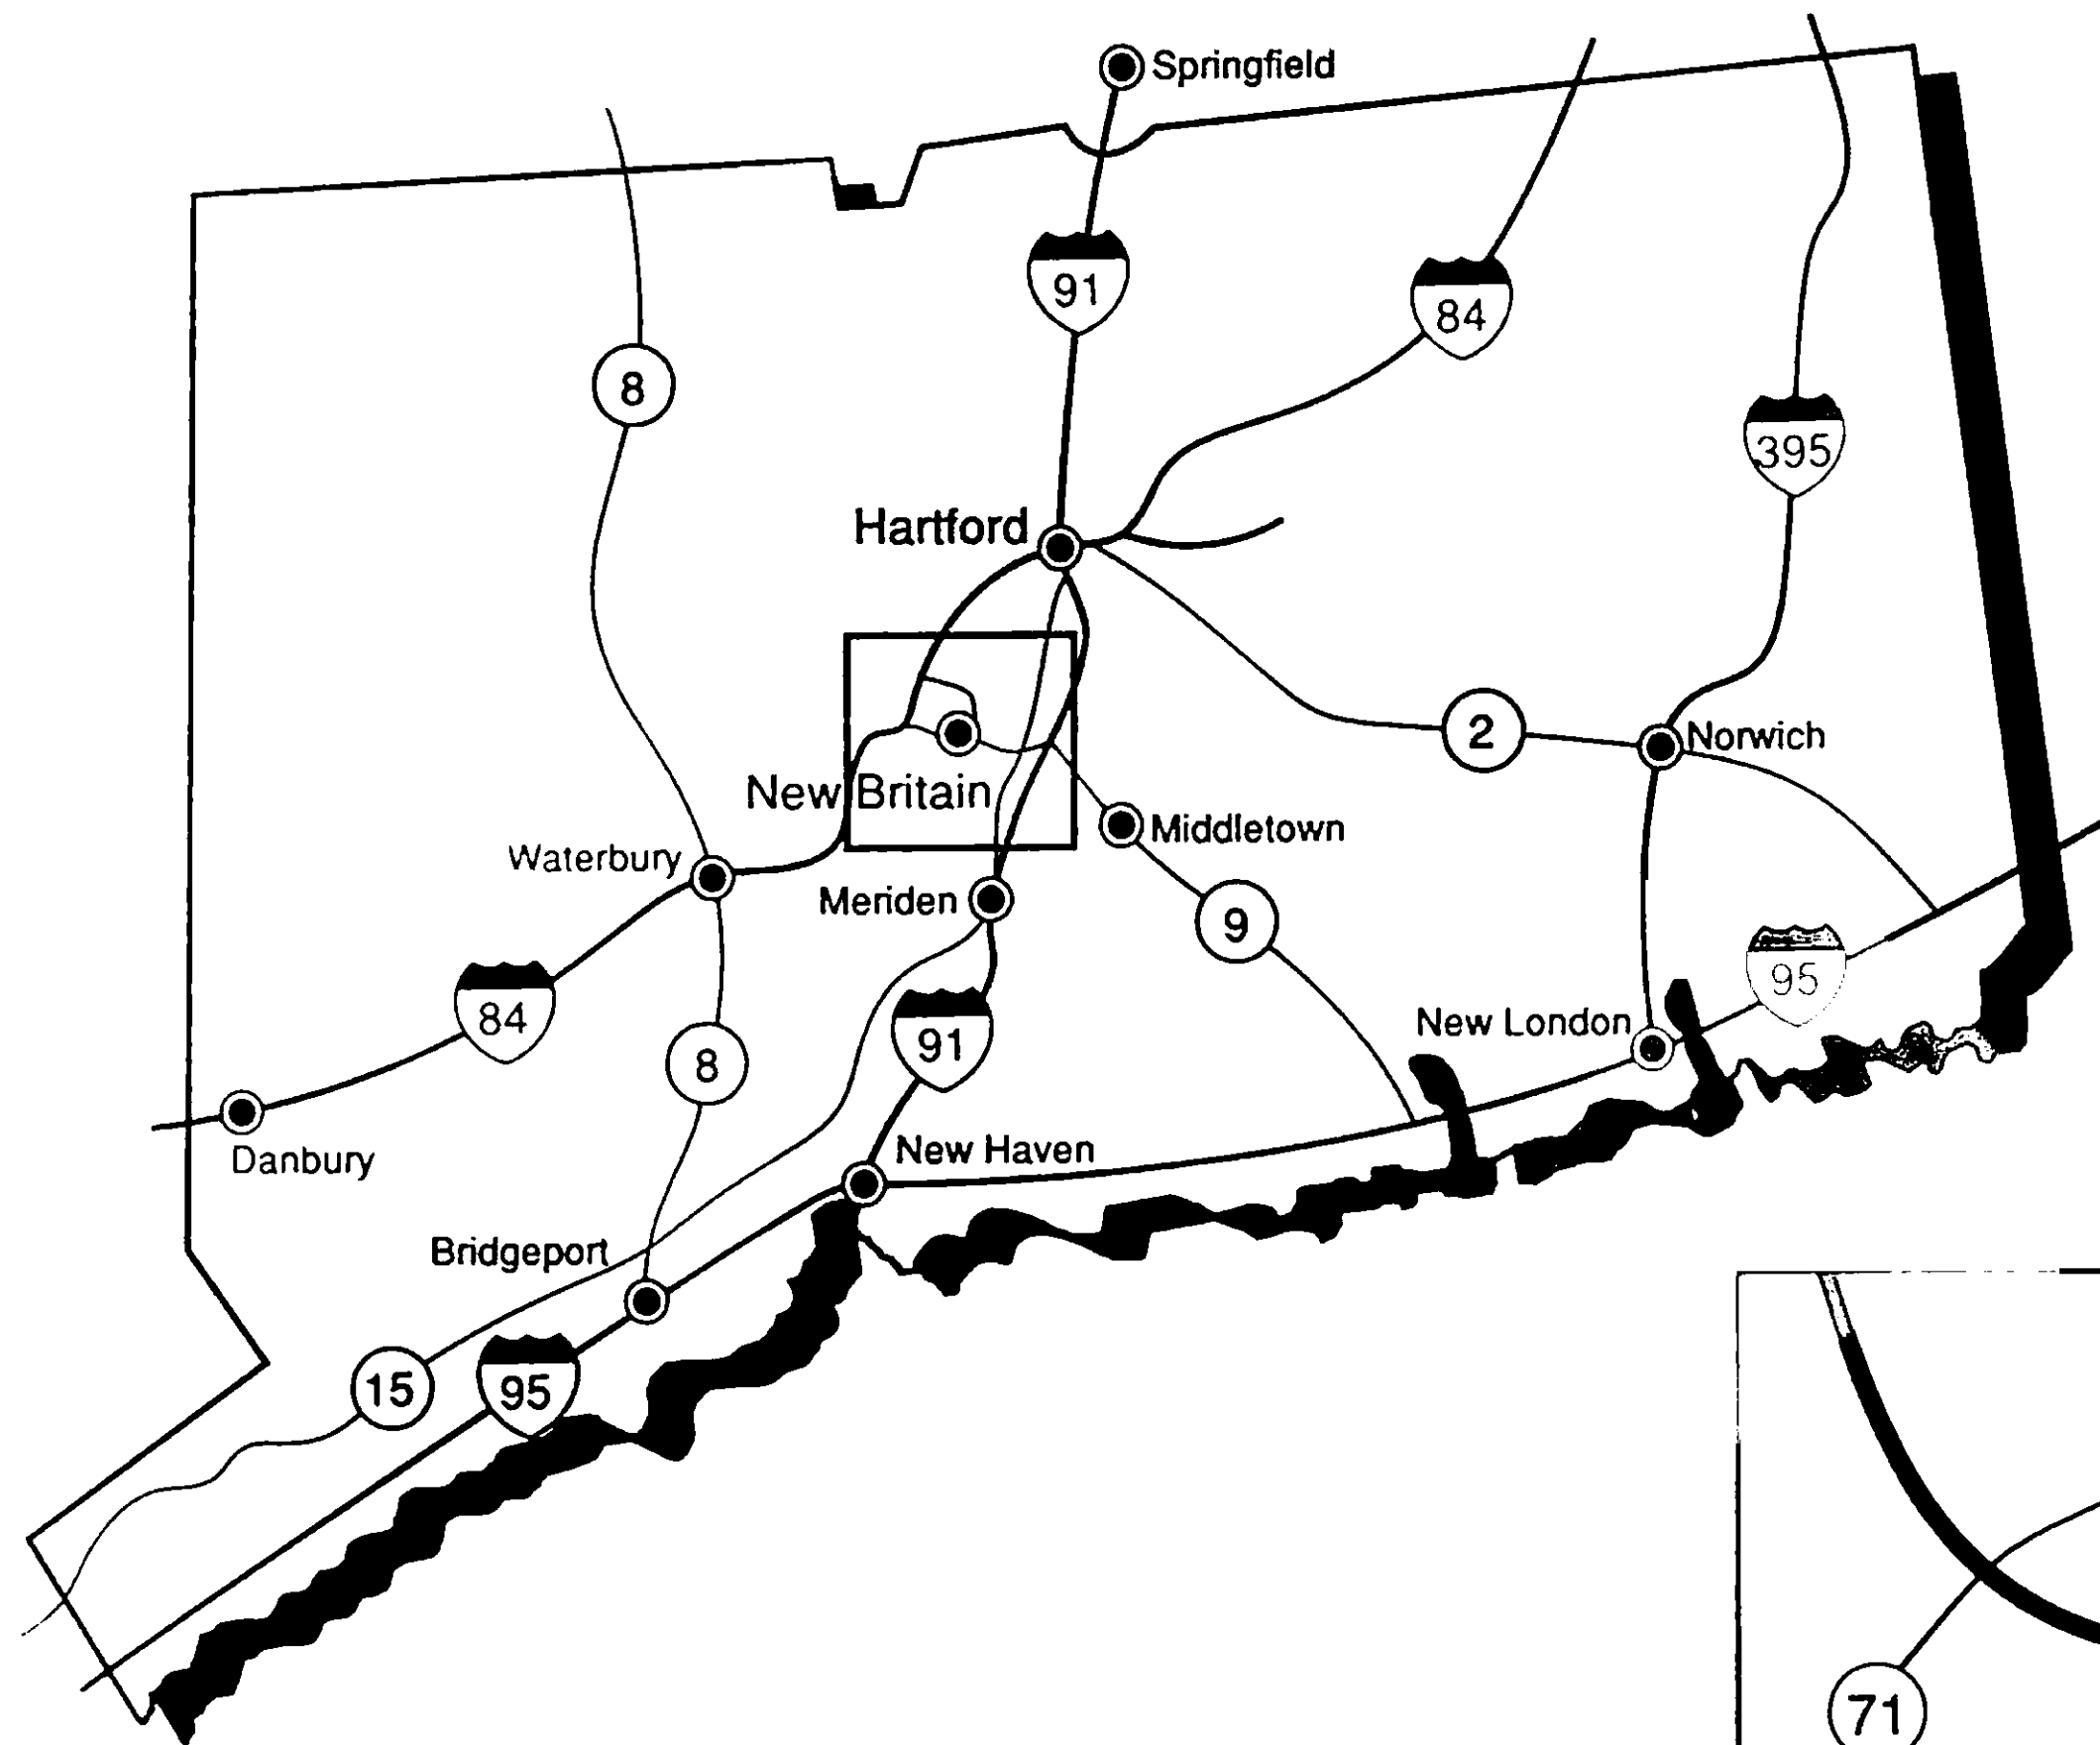 Springfield
91
84
8
395
Hartford
2
Norwich
New Britain
Middletown
Waterbury
Meriden
9
95
84
New London
91
8
Danbury
New Haven
Bridgeport
15
95
71